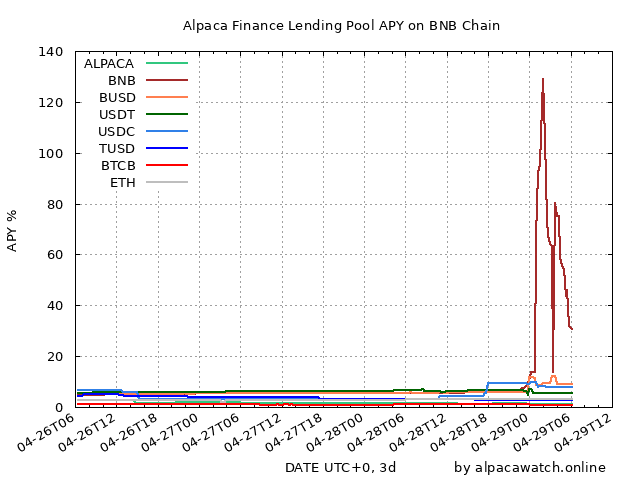 Alpaca Finance Lending Pool APY on BNB Chain
140
120
100
80
60
40
20
0
APY %
ALPACA
BNB
BUSD
USDT
USDC
TUSD
BTCB
ETH
04-26T06
04-26T12
04-26T18
04-27T00
04-27T06
04-27T12
04-27T18
04-28T00
04-28T06
04-28T12
04-28T18
04-29T00
04-29T06
04-29T12
DATE UTC+0, 3d
by alpacawatch.online